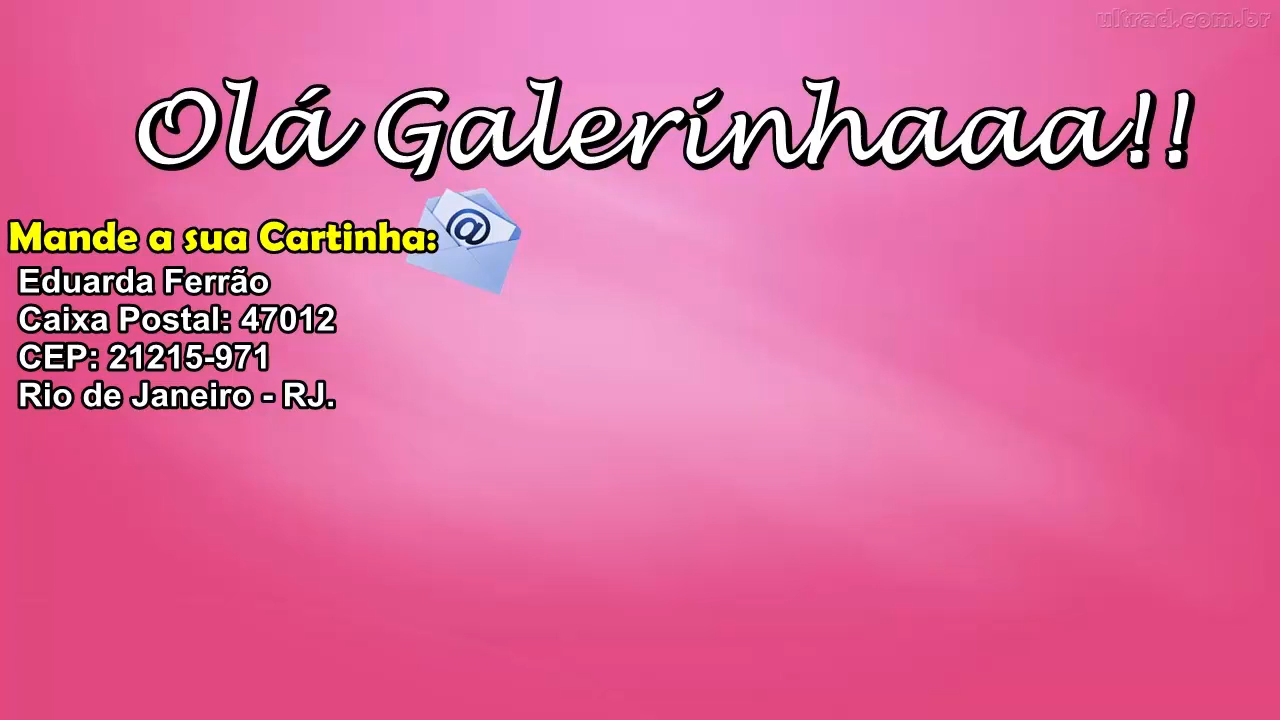 ultrad.com.br
Olá Galerinhaaa!!
Mande a sua Cartinha:
@
Eduarda Ferrão
Caixa Postal: 47012
CEP: 21215-971
Rio de Janeiro - RJ.